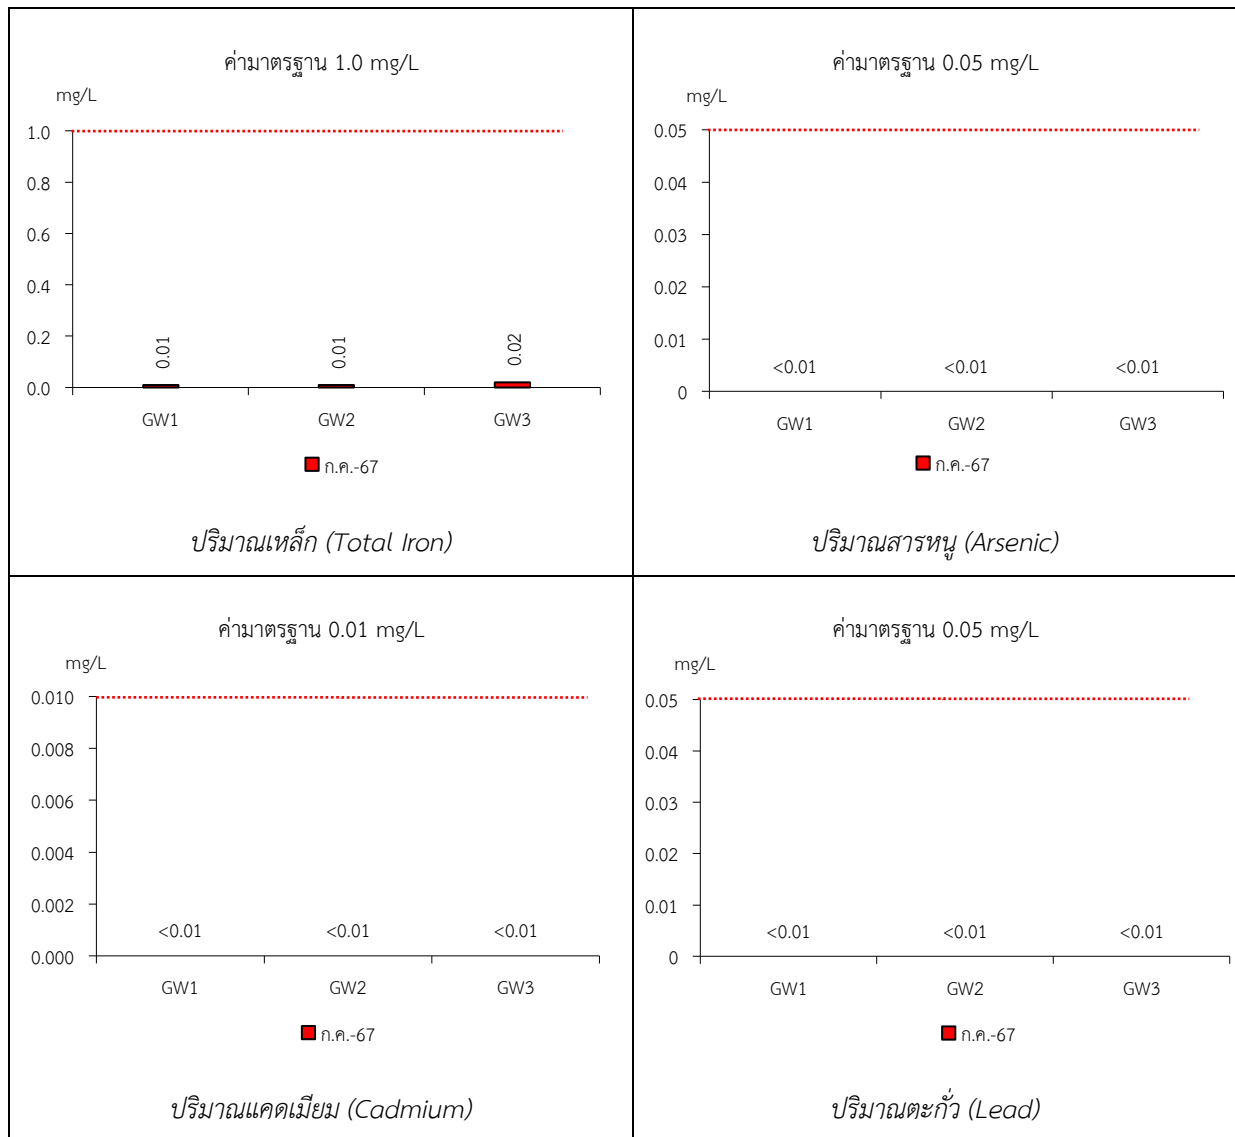 ค่ามาตรฐาน 1.0 mg/L
mg/L
1.0
0.8
0.6
0.4
0.2
0.0
0.01
0.01
0.02
GW1 GW2 GW3
ก.ค.-67
ปริมาณเหล็ก (Total Iron)
ค่ามาตรฐาน 0.05 mg/L
mg/L
0.05
0.04
0.03
0.02
0.01
0
<0.01 <0.01 <0.01
GW1 GW2 GW3
ก.ค.-67
ปริมาณสารหนู (Arsenic)
ค่ามาตรฐาน 0.01 mg/L
mg/L
0.010
0.008
0.006
0.004
0.002
0.000
<0.01 <0.01 <0.01
GW1 GW2 GW3
ก.ค.-67
ปริมาณแคดเมียม (Cadmium)
ค่ามาตรฐาน 0.05 mg/L
mg/L
0.05
0.04
0.03
0.02
0.01
0
<0.01 <0.01 <0.01
GW1 GW2 GW3
ก.ค.-67
ปริมาณตะกั่ว (Lead)